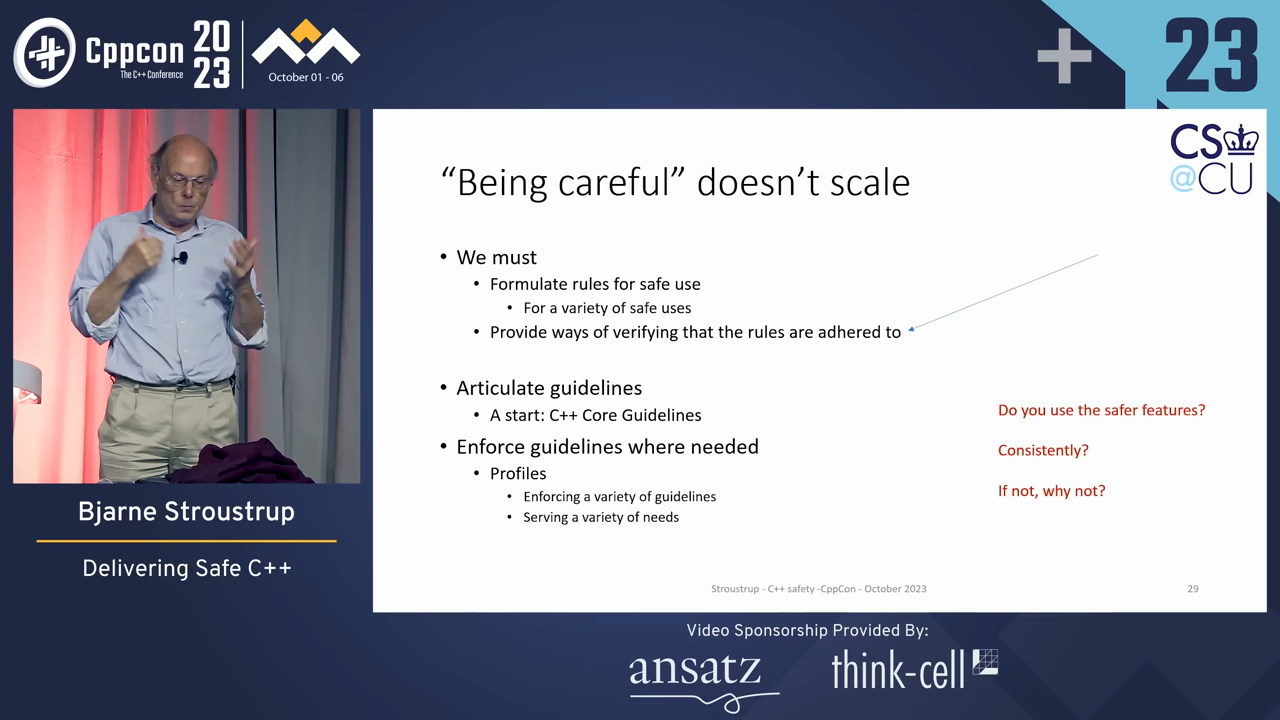 Cppcon
The C++ Conference
20
23
October 01 - 06
23
CS
@CU
“Being careful” doesn’t scale
• We must
• Formulate rules for safe use
• For a variety of safe uses
• Provide ways of verifying that the rules are adhered to
• Articulate guidelines
• A start: C++ Core Guidelines
• Enforce guidelines where needed
• Profiles
• Enforcing a variety of guidelines
• Serving a variety of needs
Do you use the safer features?
Consistently?
If not, why not?
Stroustrup - C++ safety -CppCon - October 2023
29
Bjarne Stroustrup
Delivering Safe C++
Video Sponsorship Provided By:
ansatz
think-cell